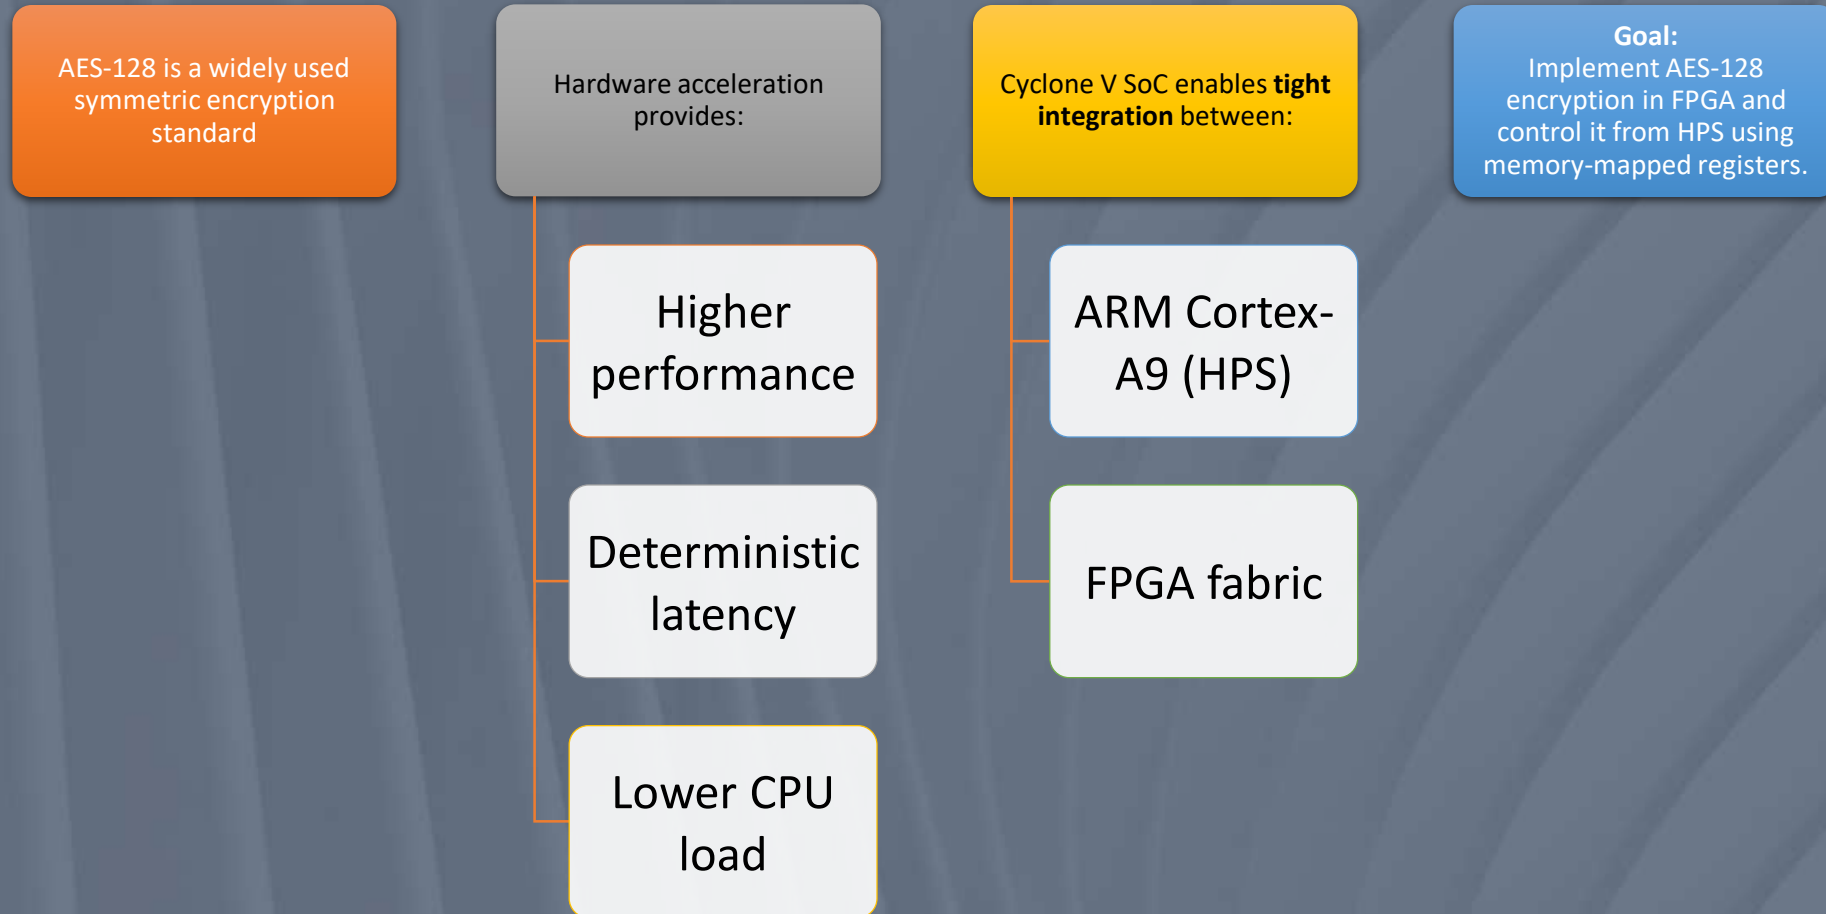 AES-128 is a widely used
symmetric encryption
standard
Hardware acceleration
provides:
Higher
performance
Deterministic
latency
Lower CPU
load
Cyclone V SoC enables tight
integration between:
ARM Cortex-
A9 (HPS)
FPGA fabric
Goal:
Implement AES-128
encryption in FPGA and
control it from HPS using
memory-mapped registers.